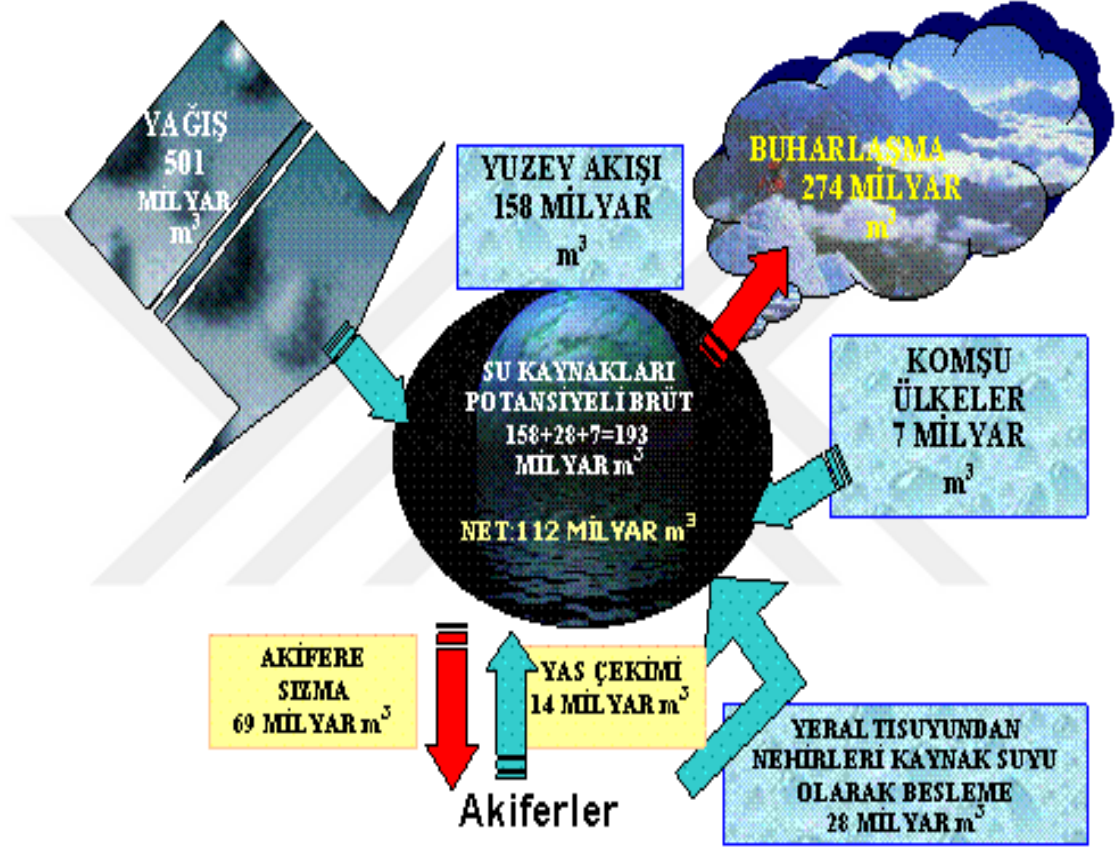 YAĞIŞ
501
MİLYAR
m³
YUZEY AKIŞI
158 MİLYAR
m³
BUHARLAŞMA
274 MİLYAR
m³
SU KAYNAKLARI
POTANSİYELİ BRÜT
158+28+7=193
MİLYAR m³
NET:112 MİLYAR m³
KOMŞU
ÜLKELER
7 MİLYAR
m³
AKİFERE
SIZMA
69 MİLYAR m³
YAS ÇEKİMİ
14 MİLYAR m³
YERALTISUYUNDAN
NEHİRLERİ KAYNAK SUYU
OLARAK BESLEME
28 MİLYAR m³
Akiferler